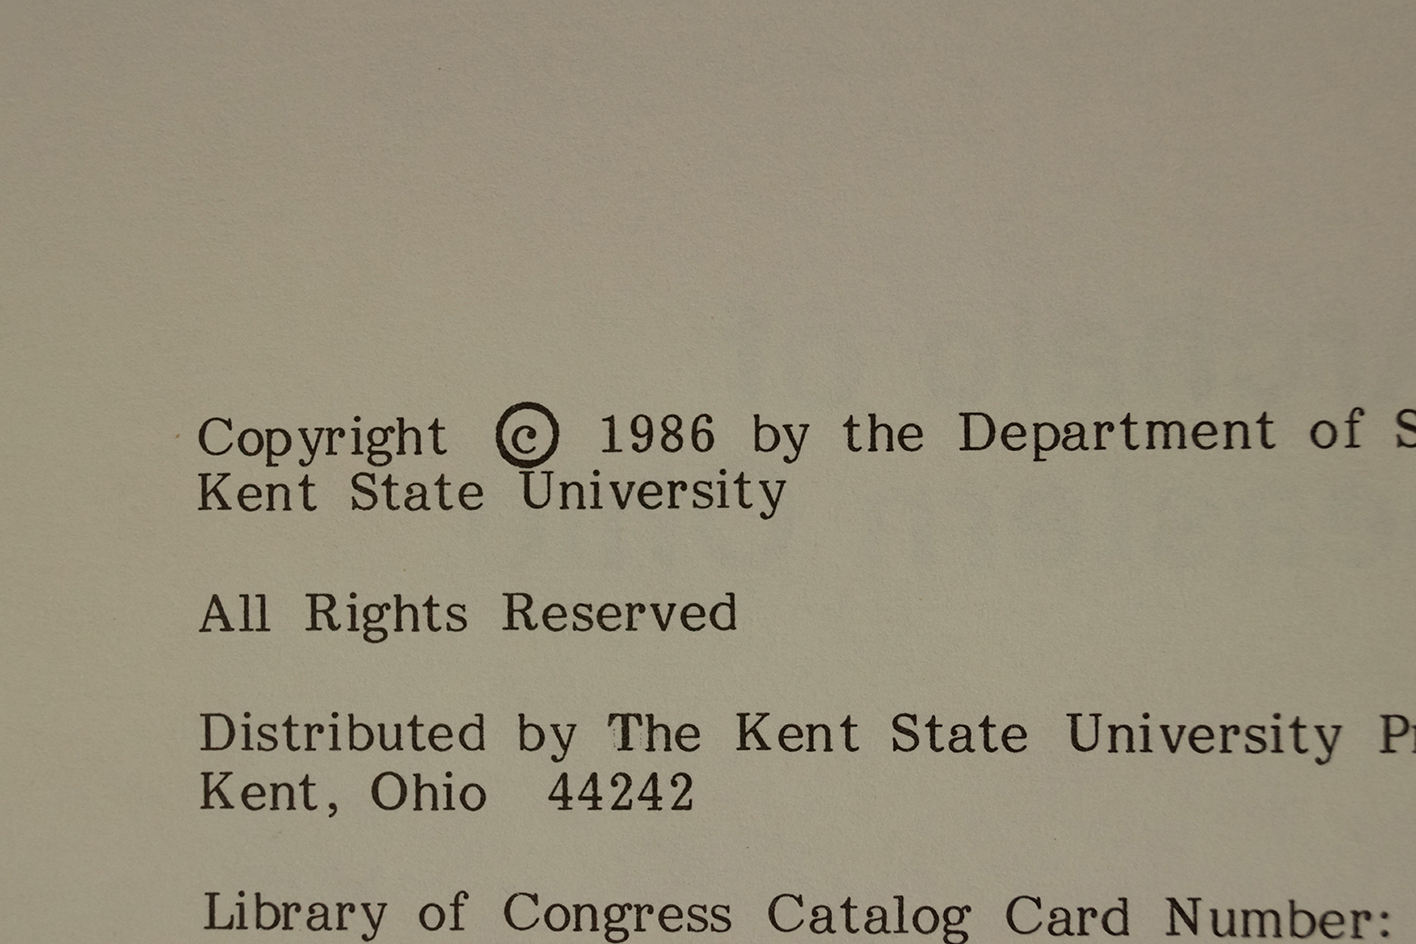 Copyright © 1986 by the Department of
Kent State University
All Rights Reserved
Distributed by The Kent State University
Kent, Ohio 44242
Library of Congress Catalog Card Number: